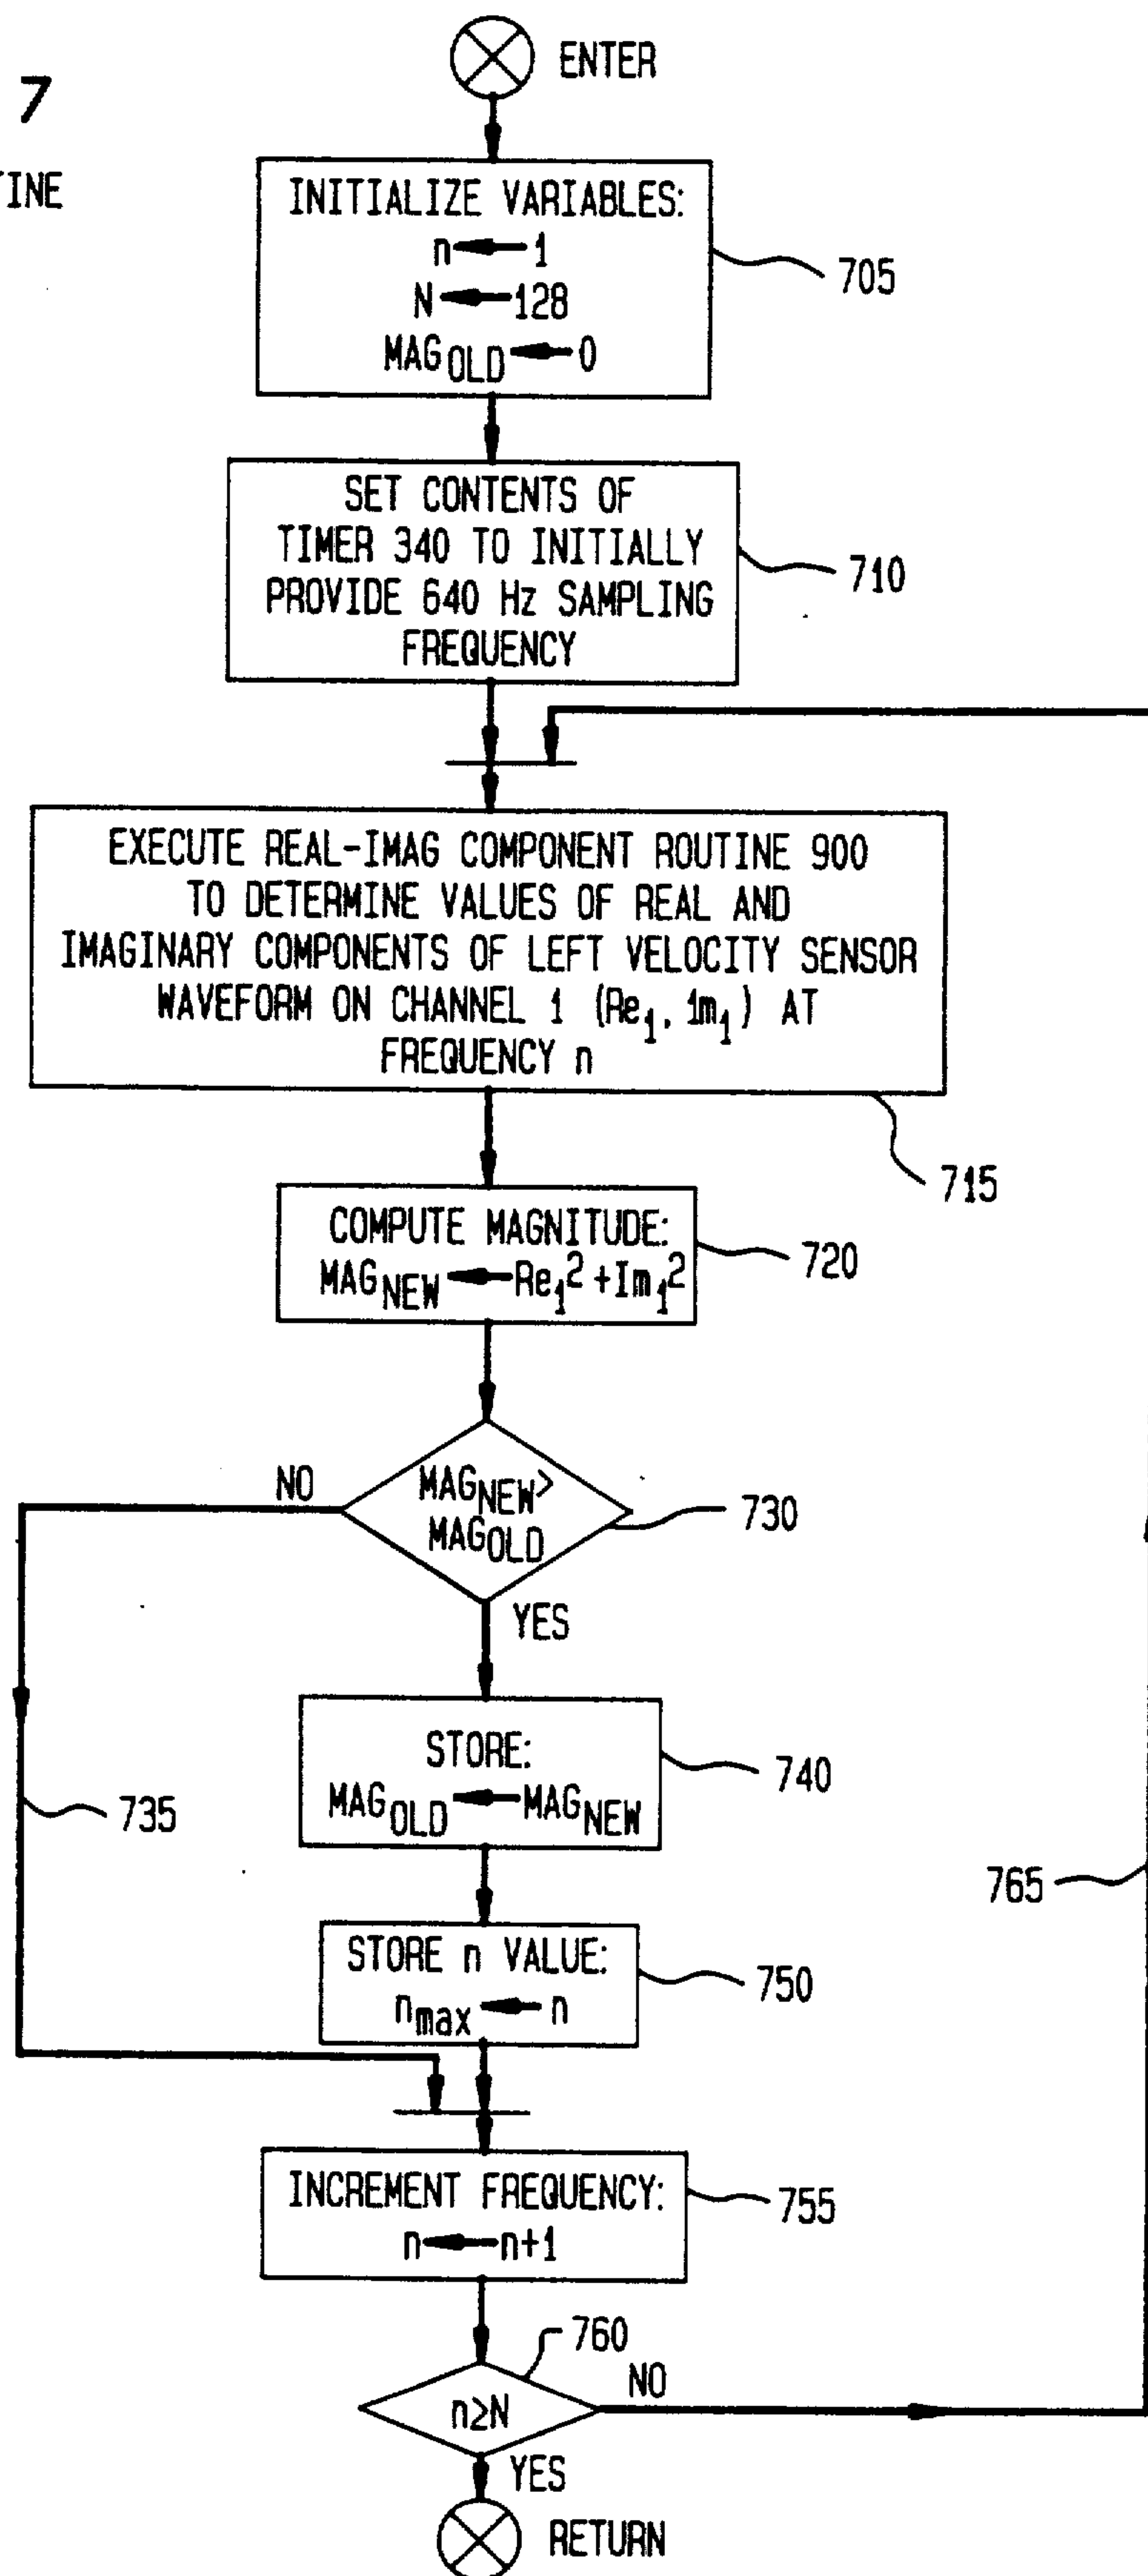 7
TINE
ENTER
INITIALIZE VARIABLES:
n←1
N←128
MAG_OLD←0
705
SET CONTENTS OF
TIMER 340 TO INITIALLY
PROVIDE 640 Hz SAMPLING
FREQUENCY
710
EXECUTE REAL-IMAG COMPONENT ROUTINE 900
TO DETERMINE VALUES OF REAL AND
IMAGINARY COMPONENTS OF LEFT VELOCITY SENSOR
WAVEFORM ON CHANNEL 1 (Re₁, 1m₁) AT
FREQUENCY n
715
COMPUTE MAGNITUDE:
MAG_NEW←Re₁²+Im₁²
720
NO
MAG_NEW>
MAG_OLD
730
YES
STORE:
MAG_OLD←MAG_NEW
740
735
765
STORE n VALUE:
n_max←n
750
INCREMENT FREQUENCY:
n←n+1
755
760
n≥N
NO
YES
RETURN